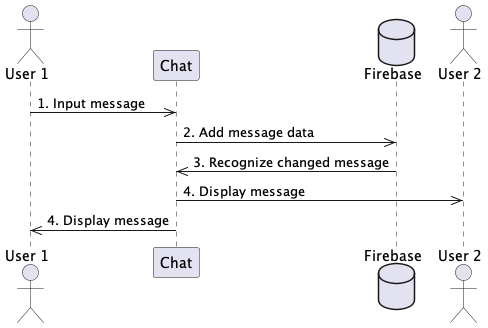 User 1
Chat
Firebase
User 2
1. Input message
2. Add message data
3. Recognize changed message
4. Display message
4. Display message
User 1
Chat
Firebase
User 2